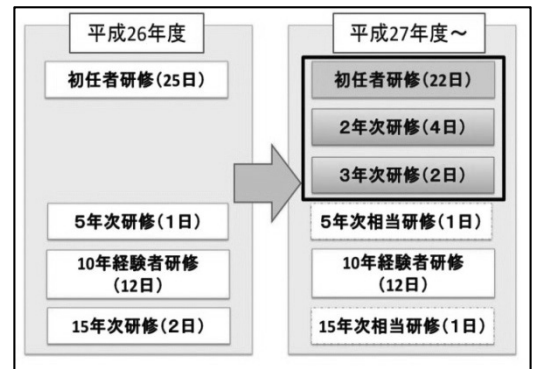 平成26年度
初任者研修(25日)
5年次研修(1日)
10年経験者研修
(12日)
15年次研修(2日)
平成27年度～
初任者研修(22日)
2年次研修(4日)
3年次研修(2日)
5年次相当研修(1日)
10年経験者研修
(12日)
15年次相当研修(1日)